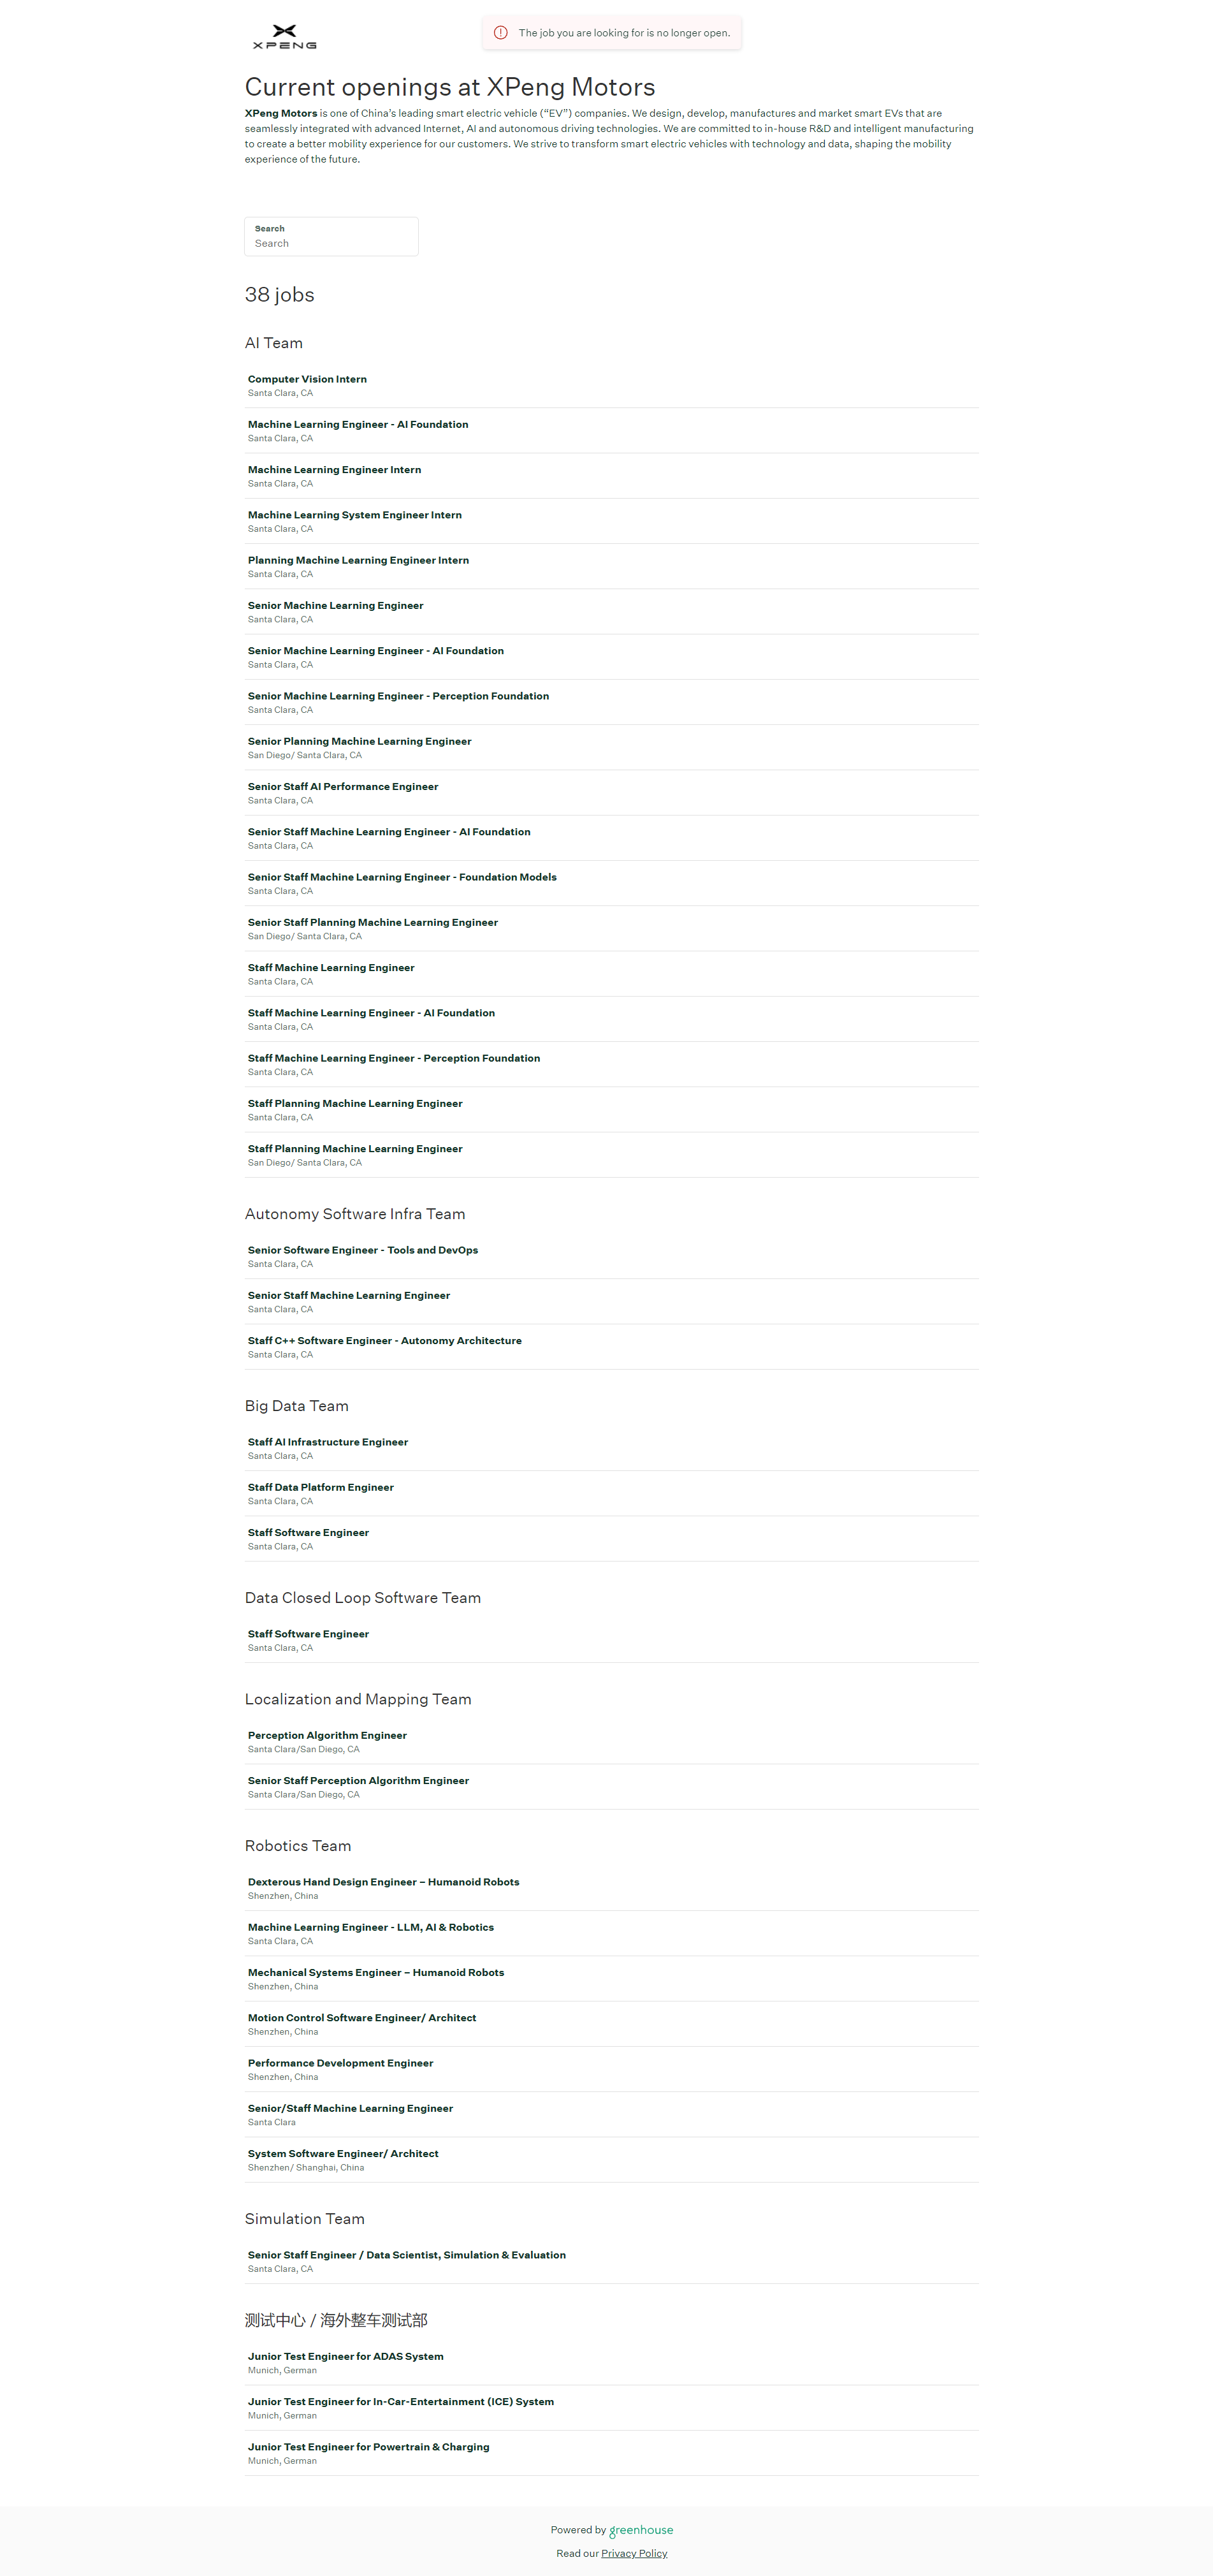 XPENG
The job you are looking for is no longer open.
Current openings at XPeng Motors
XPeng Motors is one of China’s leading smart electric vehicle (“EV”) companies. We design, develop, manufactures and market smart EVs that are
seamlessly integrated with advanced Internet, AI and autonomous driving technologies. We are committed to in-house R&D and intelligent manufacturing
to create a better mobility experience for our customers. We strive to transform smart electric vehicles with technology and data, shaping the mobility
experience of the future.
Search
Search
38 jobs
AI Team
Computer Vision Intern
Santa Clara, CA
Machine Learning Engineer - AI Foundation
Santa Clara, CA
Machine Learning Engineer Intern
Santa Clara, CA
Machine Learning System Engineer Intern
Santa Clara, CA
Planning Machine Learning Engineer Intern
Santa Clara, CA
Senior Machine Learning Engineer
Santa Clara, CA
Senior Machine Learning Engineer - AI Foundation
Santa Clara, CA
Senior Machine Learning Engineer - Perception Foundation
Santa Clara, CA
Senior Planning Machine Learning Engineer
San Diego/ Santa Clara, CA
Senior Staff AI Performance Engineer
Santa Clara, CA
Senior Staff Machine Learning Engineer - AI Foundation
Santa Clara, CA
Senior Staff Machine Learning Engineer - Foundation Models
Santa Clara, CA
Senior Staff Planning Machine Learning Engineer
San Diego/ Santa Clara, CA
Staff Machine Learning Engineer
Santa Clara, CA
Staff Machine Learning Engineer - AI Foundation
Santa Clara, CA
Staff Machine Learning Engineer - Perception Foundation
Santa Clara, CA
Staff Planning Machine Learning Engineer
Santa Clara, CA
Staff Planning Machine Learning Engineer
San Diego/ Santa Clara, CA
Autonomy Software Infra Team
Senior Software Engineer - Tools and DevOps
Santa Clara, CA
Senior Staff Machine Learning Engineer
Santa Clara, CA
Staff C++ Software Engineer - Autonomy Architecture
Santa Clara, CA
Big Data Team
Staff AI Infrastructure Engineer
Santa Clara, CA
Staff Data Platform Engineer
Santa Clara, CA
Staff Software Engineer
Santa Clara, CA
Data Closed Loop Software Team
Staff Software Engineer
Santa Clara, CA
Localization and Mapping Team
Perception Algorithm Engineer
Santa Clara/San Diego, CA
Senior Staff Perception Algorithm Engineer
Santa Clara/San Diego, CA
Robotics Team
Dexterous Hand Design Engineer – Humanoid Robots
Shenzhen, China
Machine Learning Engineer - LLM, AI & Robotics
Santa Clara, CA
Mechanical Systems Engineer – Humanoid Robots
Shenzhen, China
Motion Control Software Engineer/ Architect
Shenzhen, China
Performance Development Engineer
Shenzhen, China
Senior/Staff Machine Learning Engineer
Santa Clara
System Software Engineer/ Architect
Shenzhen/ Shanghai, China
Simulation Team
Senior Staff Engineer / Data Scientist, Simulation & Evaluation
Santa Clara, CA
测试中心 / 海外整车测试部
Junior Test Engineer for ADAS System
Munich, German
Junior Test Engineer for In-Car-Entertainment (ICE) System
Munich, German
Junior Test Engineer for Powertrain & Charging
Munich, German
Powered by greenhouse
Read our Privacy Policy